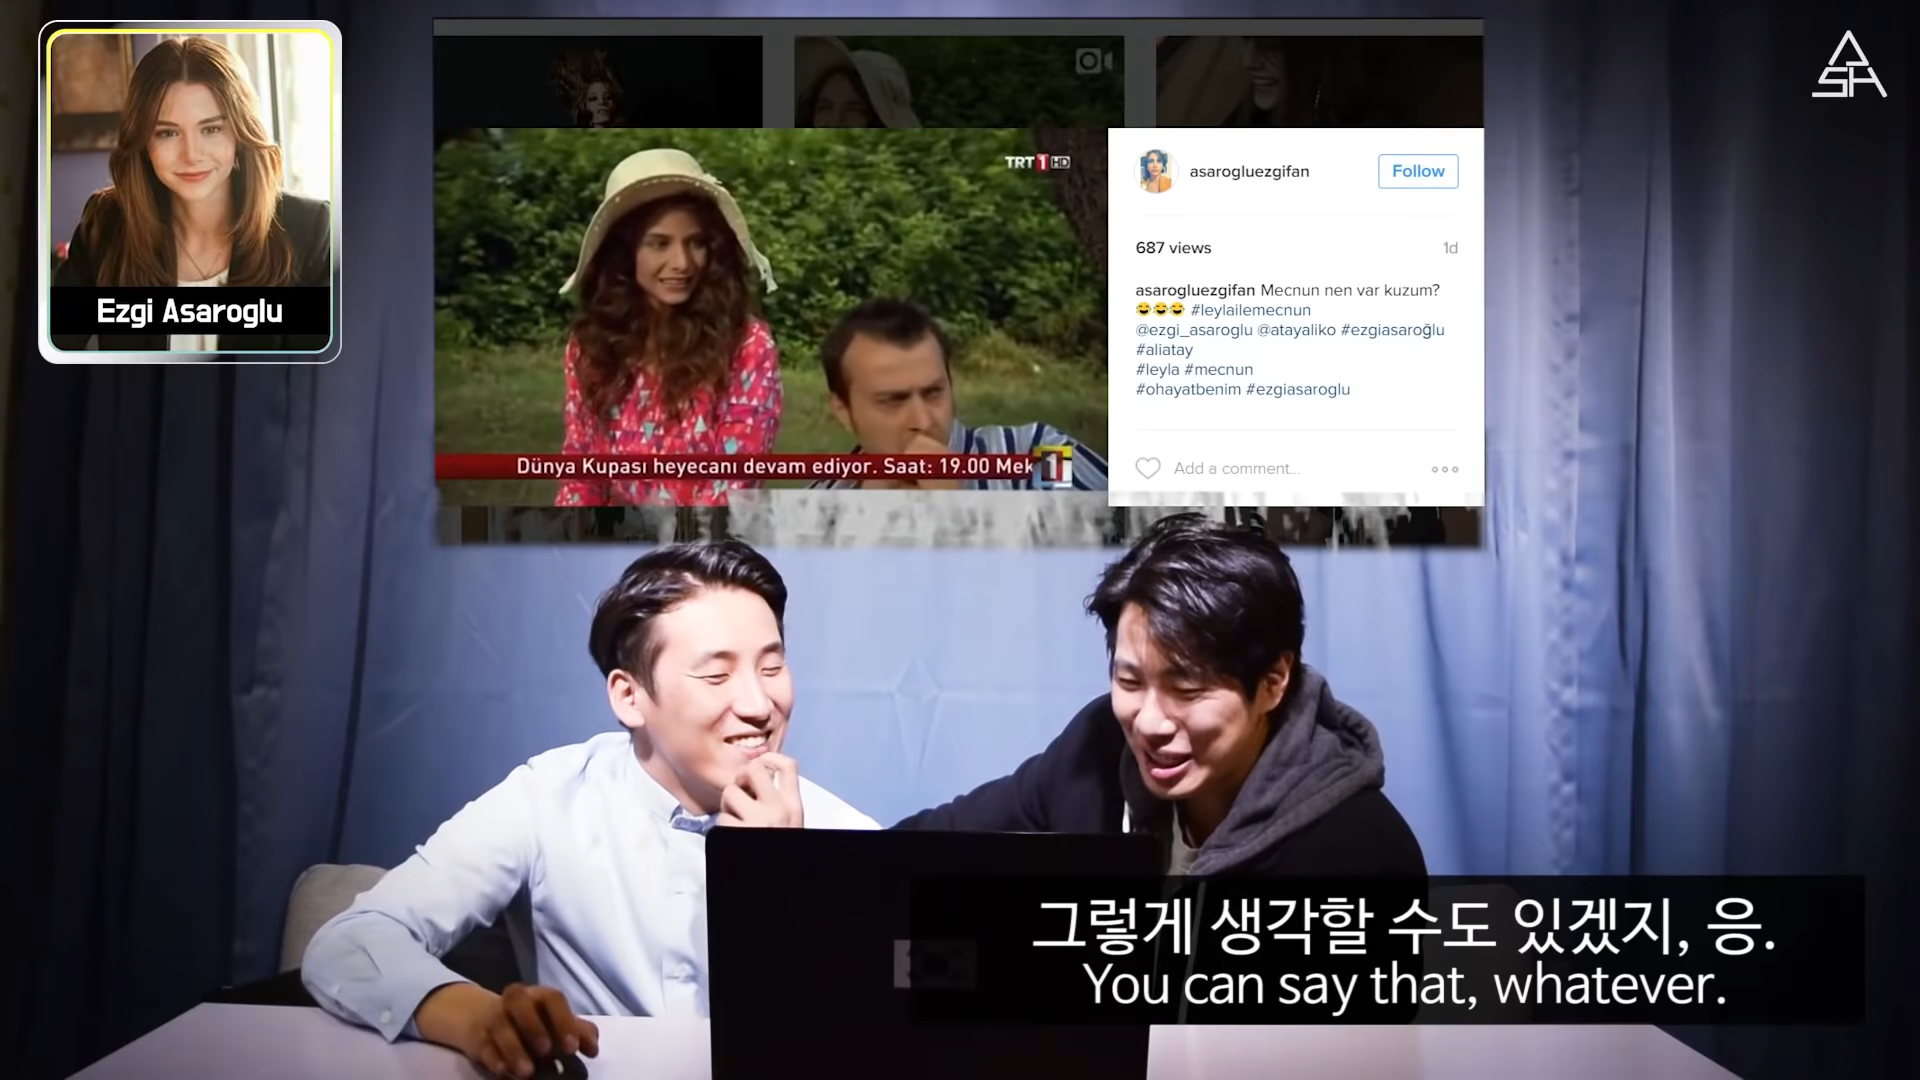 Ezgi Asaroglu
ASA
TRT 1 HD
asarogluezgifan
Follow
687 views
1d
asarogluezgifan Mecnun nen var kuzum?
😂😂😂 #leylailemecnun
@ezgi_asaroglu @atayaliko #ezgiasaroğlu
#aliatay
#leyla #mecnun
#ohayatbenim #ezgiasaroglu
Add a comment...
Dünya Kupası heyecanı devam ediyor. Saat: 19.00 Mek
1
그렇게 생각할 수도 있겠지, 응.
You can say that, whatever.